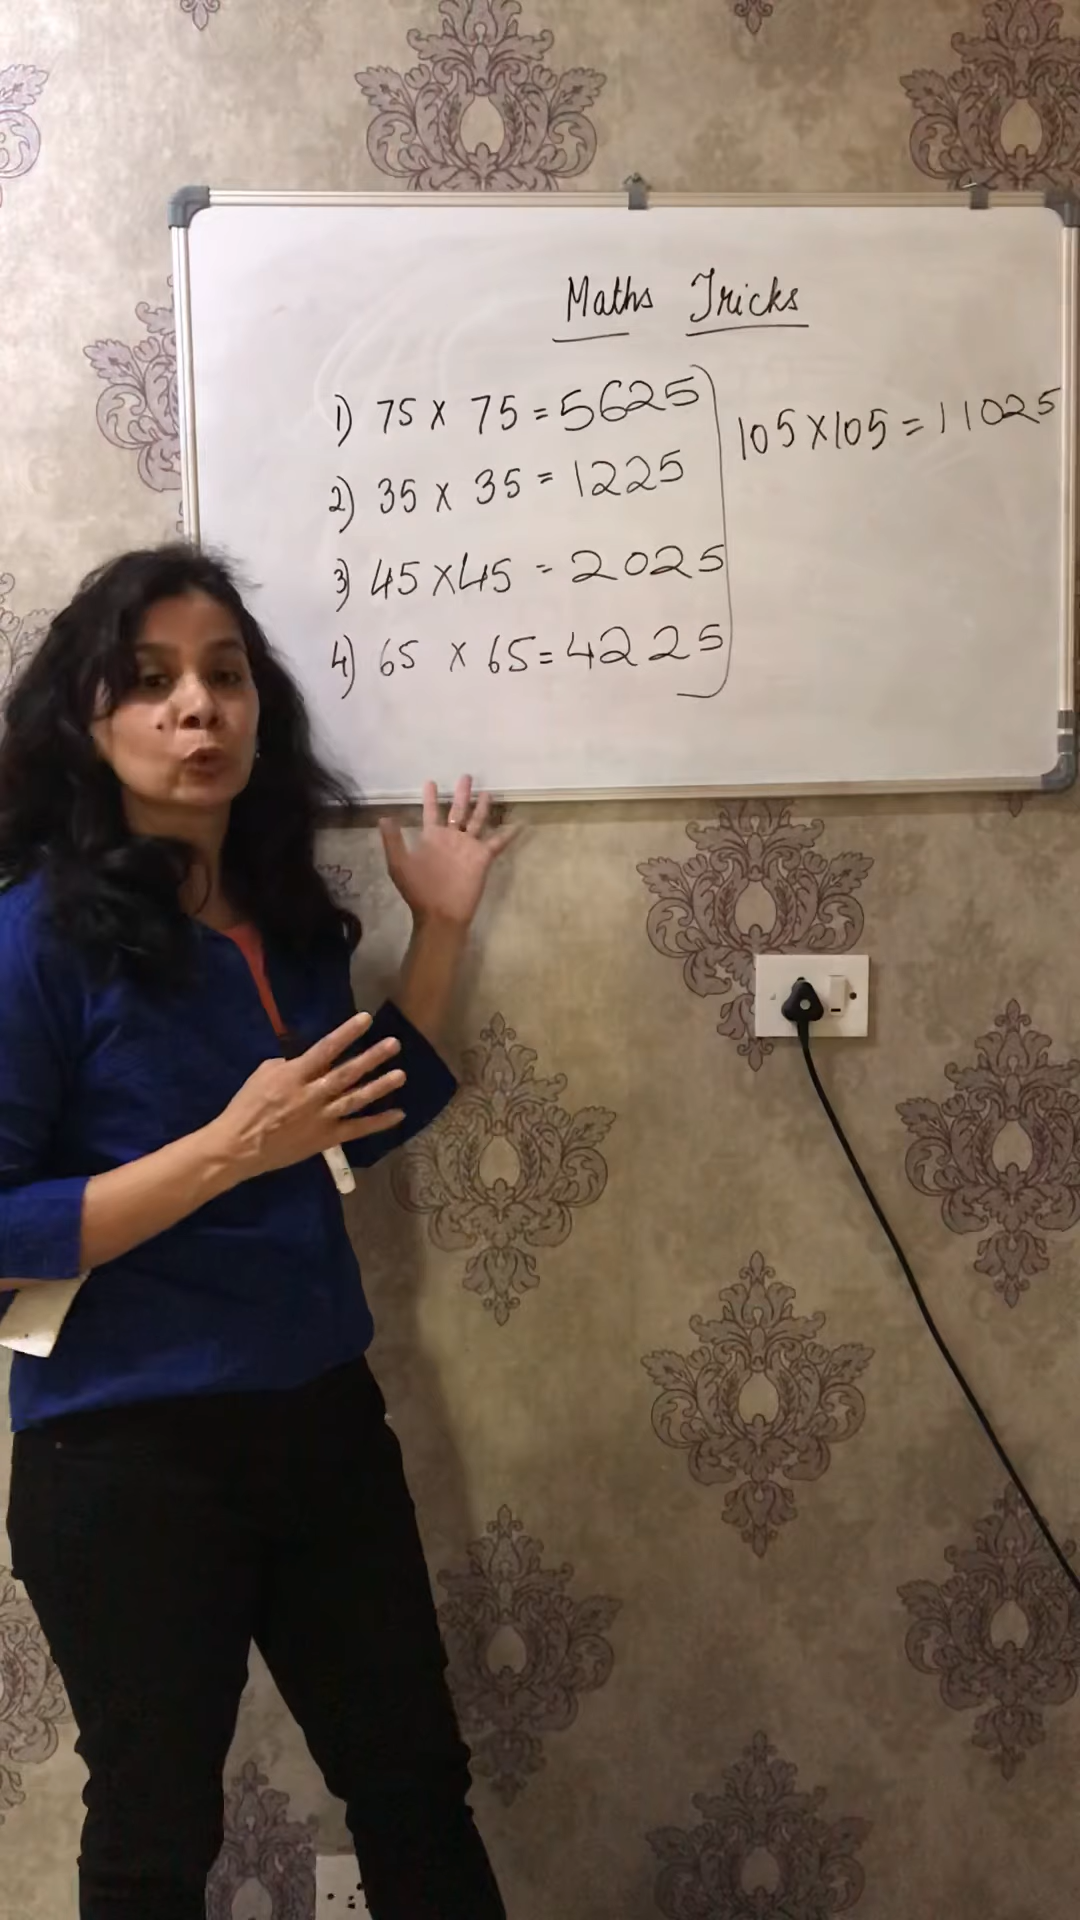 Maths Tricks
1) 75 x 75 = 5625
2) 35 x 35 = 1225
3) 45 x 45 = 2025
4) 65 x 65 = 4225
105 x 105 = 11025